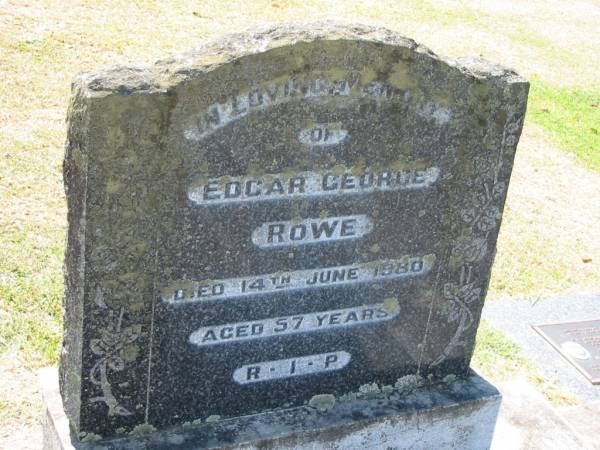 IN LOVING MEMORY
OF
EDGAR GEORGE
ROWE
DIED 14TH JUNE 1980
AGED 57 YEARS
R · I · P